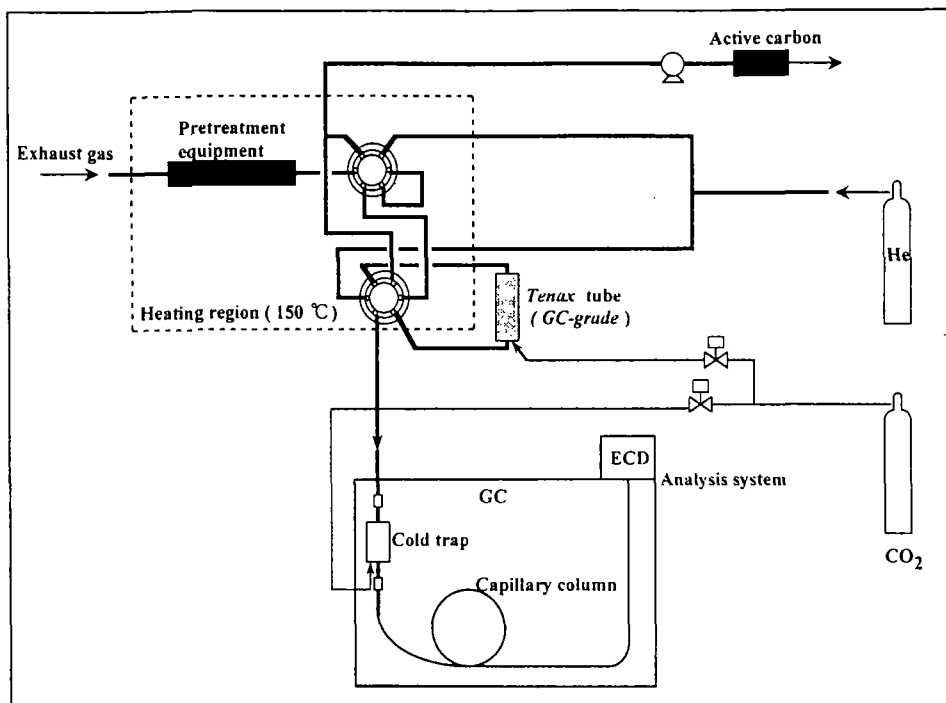 Active carbon
Pretreatment
equipment
Exhaust gas
He
Tenax tube
( GC-grade )
Heating region ( 150 ℃ )
ECD
Analysis system
GC
Cold trap
CO2
Capillary column